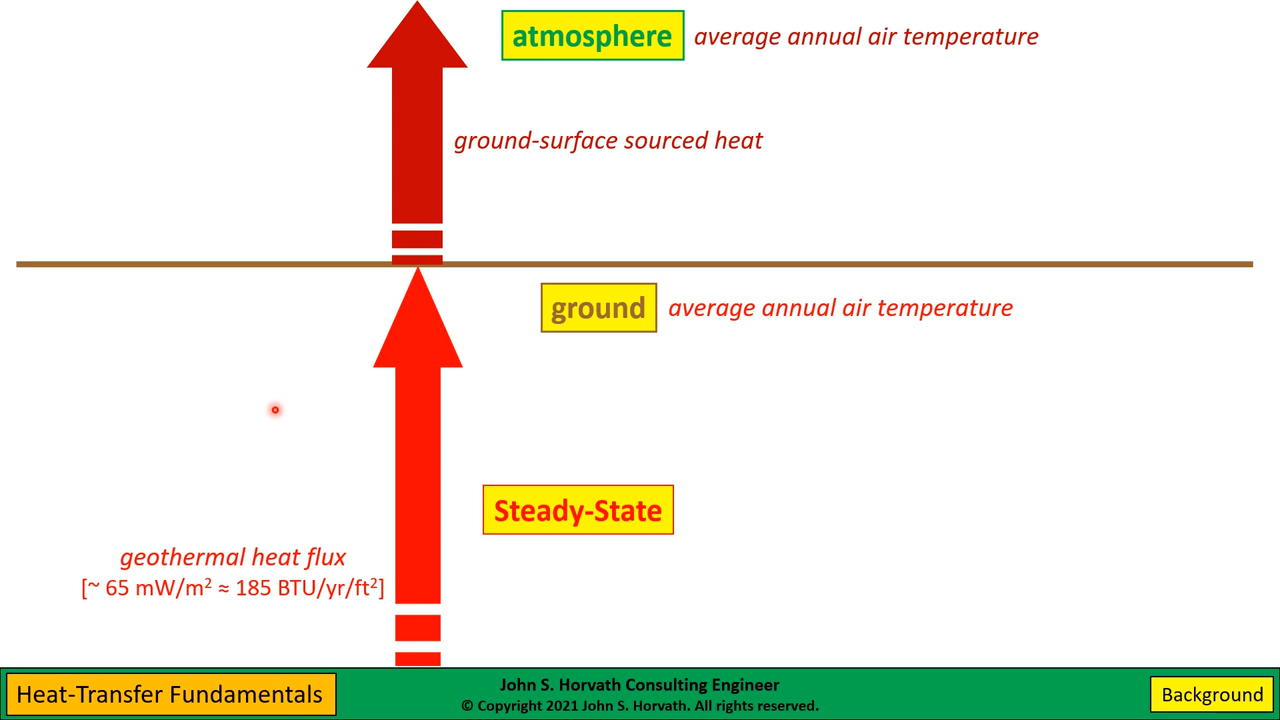 atmosphere average annual air temperature
ground-surface sourced heat
ground average annual air temperature
Steady-State
geothermal heat flux
[~ 65 mW/m² ≈ 185 BTU/yr/ft²]
Heat-Transfer Fundamentals
John S. Horvath Consulting Engineer
© Copyright 2021 John S. Horvath. All rights reserved.
Background